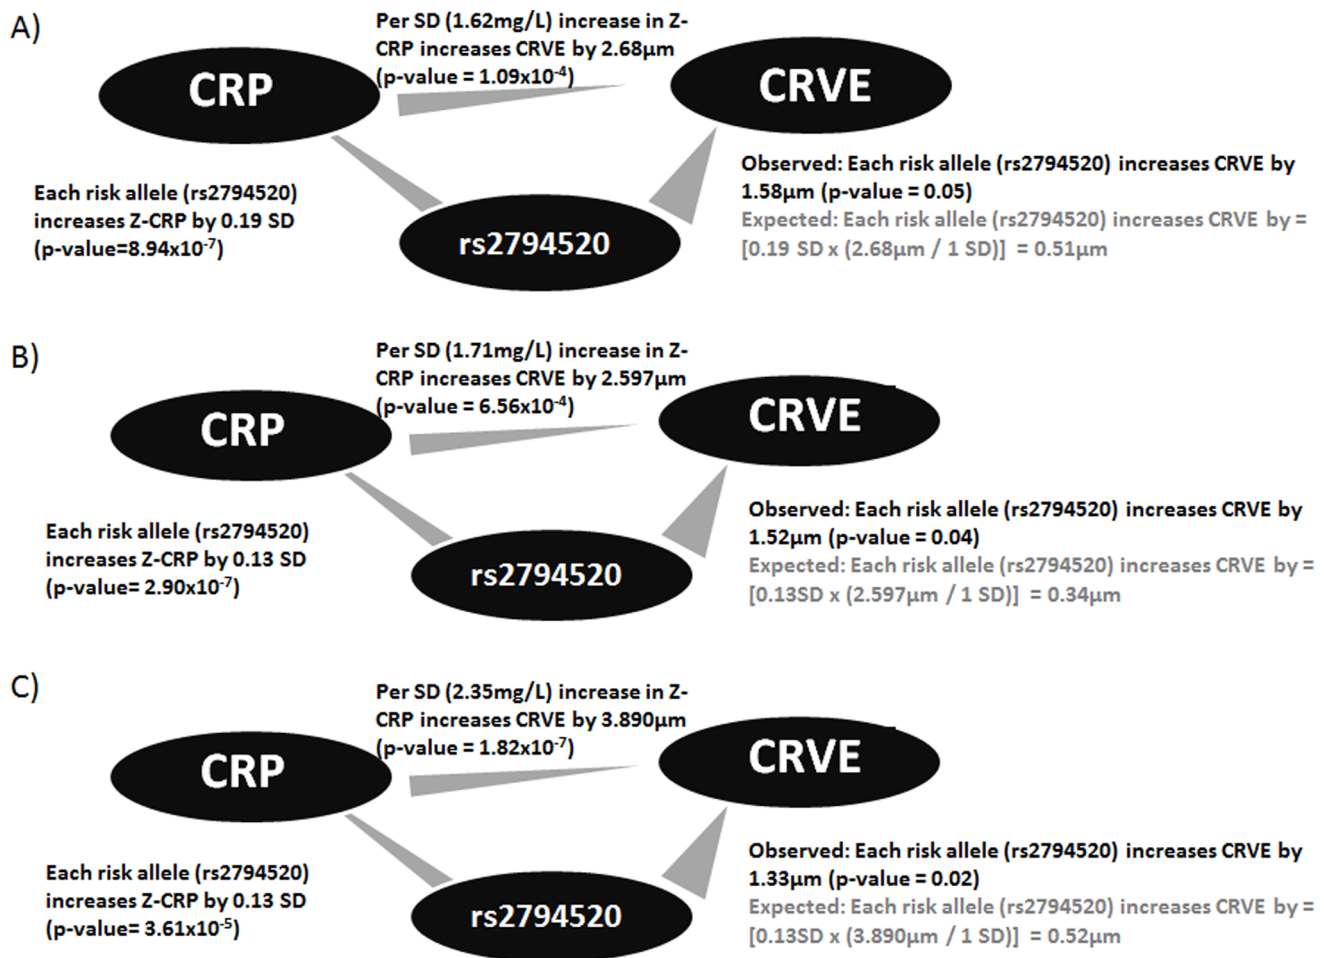 A)
Per SD (1.62mg/L) increase in Z-
CRP increases CRVE by 2.68µm
(p-value = 1.09x10⁻⁴)
CRP
CRVE
Each risk allele (rs2794520)
increases Z-CRP by 0.19 SD
(p-value=8.94x10⁻⁷)
rs2794520
Observed: Each risk allele (rs2794520) increases CRVE by
1.58µm (p-value = 0.05)
Expected: Each risk allele (rs2794520) increases CRVE by =
[0.19 SD x (2.68µm / 1 SD)] = 0.51µm
B)
Per SD (1.71mg/L) increase in Z-
CRP increases CRVE by 2.597µm
(p-value = 6.56x10⁻⁴)
CRP
CRVE
Each risk allele (rs2794520)
increases Z-CRP by 0.13 SD
(p-value= 2.90x10⁻⁷)
rs2794520
Observed: Each risk allele (rs2794520) increases CRVE by
1.52µm (p-value = 0.04)
Expected: Each risk allele (rs2794520) increases CRVE by =
[0.13SD x (2.597µm / 1 SD)] = 0.34µm
C)
Per SD (2.35mg/L) increase in Z-
CRP increases CRVE by 3.890µm
(p-value = 1.82x10⁻⁷)
CRP
CRVE
Each risk allele (rs2794520)
increases Z-CRP by 0.13 SD
(p-value= 3.61x10⁻⁵)
rs2794520
Observed: Each risk allele (rs2794520) increases CRVE by
1.33µm (p-value = 0.02)
Expected: Each risk allele (rs2794520) increases CRVE by =
[0.13SD x (3.890µm / 1 SD)] = 0.52µm